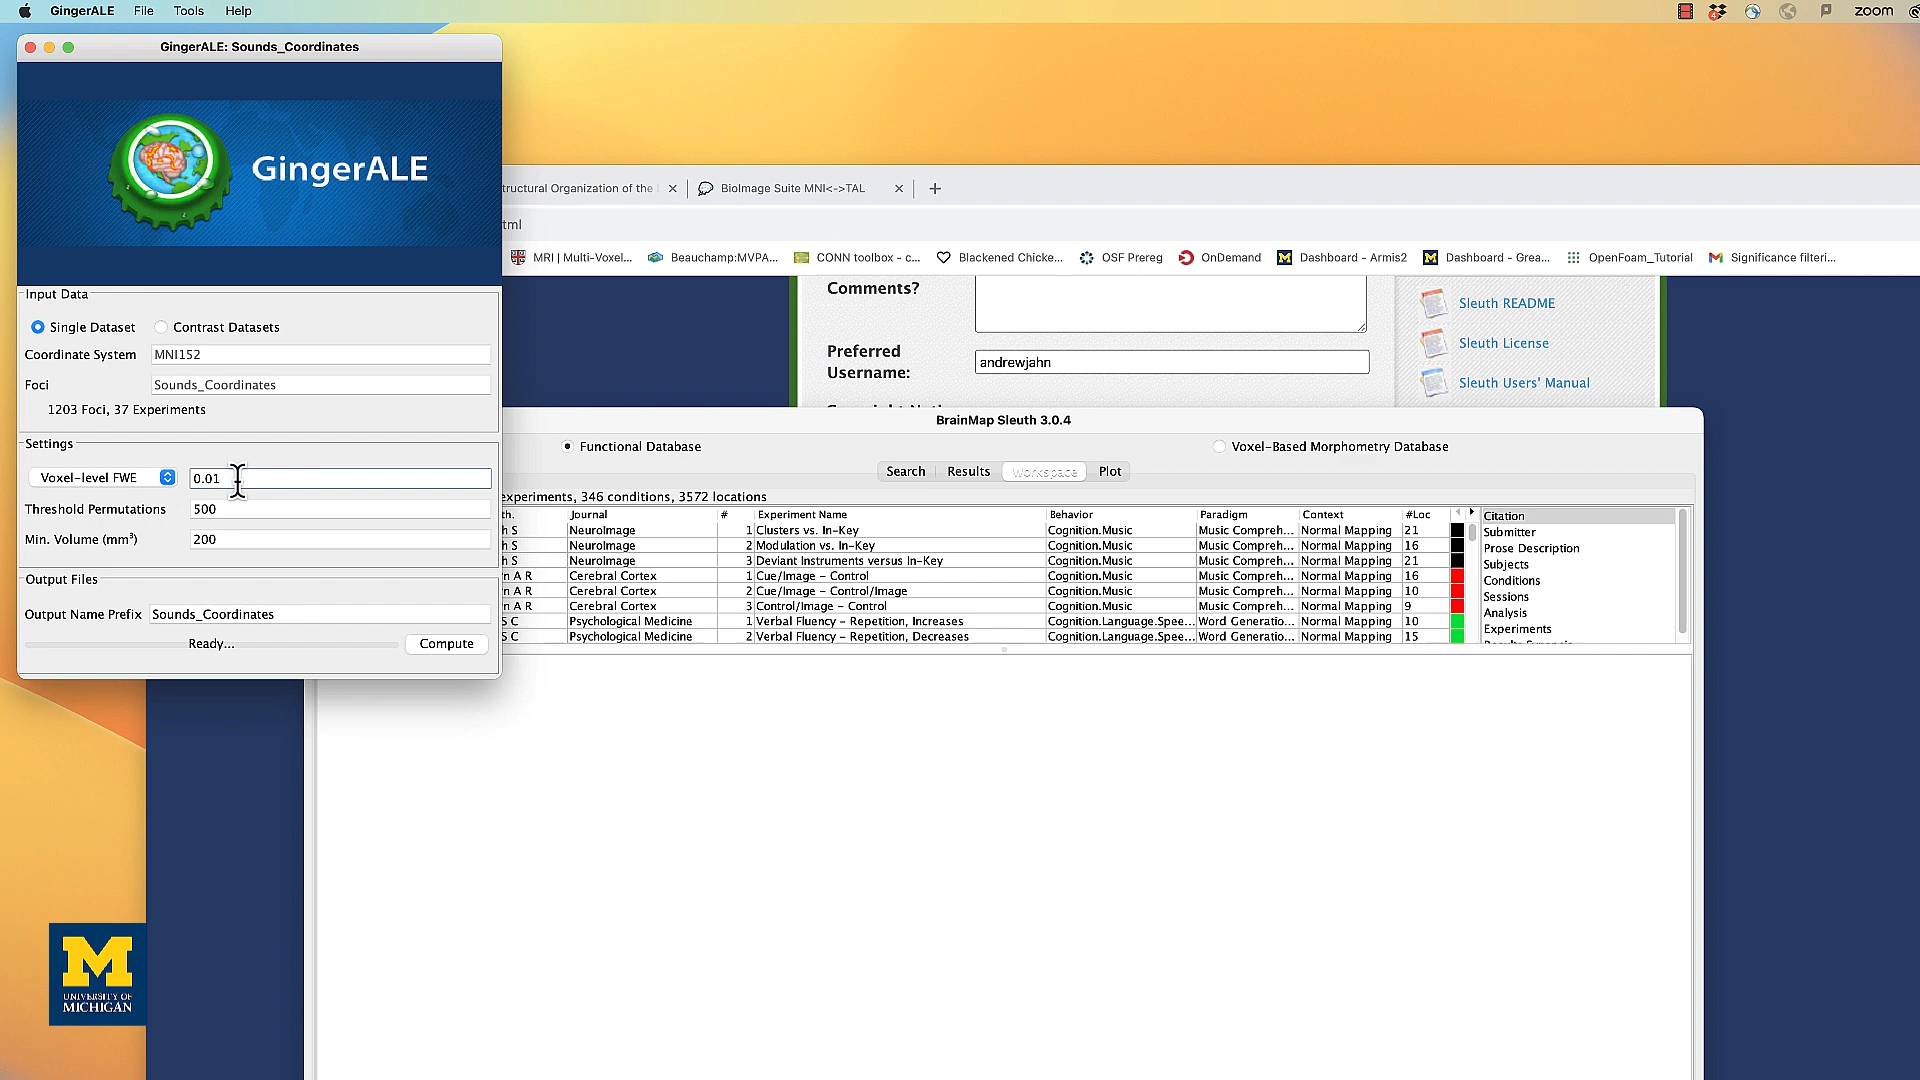 GingerALE File Tools Help
zoom
GingerALE: Sounds_Coordinates
GingerALE
Input Data
Single Dataset Contrast Datasets
Coordinate System MNI152
Foci Sounds_Coordinates
1203 Foci, 37 Experiments
Settings
Voxel-level FWE 0.01
Threshold Permutations 500
Min. Volume (mm³) 200
Output Files
Output Name Prefix Sounds_Coordinates
Ready... Compute
tructural Organization of the BioImage Suite MNI<->TAL
tml
MRI | Multi-Voxel... Beauchamp:MVPA... CONN toolbox - c... Blackened Chicke... OSF Prereg OnDemand Dashboard - Armis2 Dashboard - Grea... OpenFoam_Tutorial Significance filteri...
Comments?
Preferred
Username:
andrewjahn
Sleuth README
Sleuth License
Sleuth Users' Manual
BrainMap Sleuth 3.0.4
Functional Database Voxel-Based Morphometry Database
Search Results Workspace Plot
experiments, 346 conditions, 3572 locations
th. Journal # Experiment Name Behavior Paradigm Context #Loc
h S NeuroImage 1 Clusters vs. In-Key Cognition.Music Music Compreh... Normal Mapping 21
h S NeuroImage 2 Modulation vs. In-Key Cognition.Music Music Compreh... Normal Mapping 16
h S NeuroImage 3 Deviant Instruments versus In-Key Cognition.Music Music Compreh... Normal Mapping 21
n A R Cerebral Cortex 1 Cue/Image - Control Cognition.Music Music Compreh... Normal Mapping 16
n A R Cerebral Cortex 2 Cue/Image - Control/Image Cognition.Music Music Compreh... Normal Mapping 10
n A R Cerebral Cortex 3 Control/Image - Control Cognition.Music Music Compreh... Normal Mapping 9
S C Psychological Medicine 1 Verbal Fluency - Repetition, Increases Cognition.Language.Spee... Word Generatio... Normal Mapping 10
S C Psychological Medicine 2 Verbal Fluency - Repetition, Decreases Cognition.Language.Spee... Word Generatio... Normal Mapping 15
Citation
Submitter
Prose Description
Subjects
Conditions
Sessions
Analysis
Experiments
M
UNIVERSITY OF
MICHIGAN